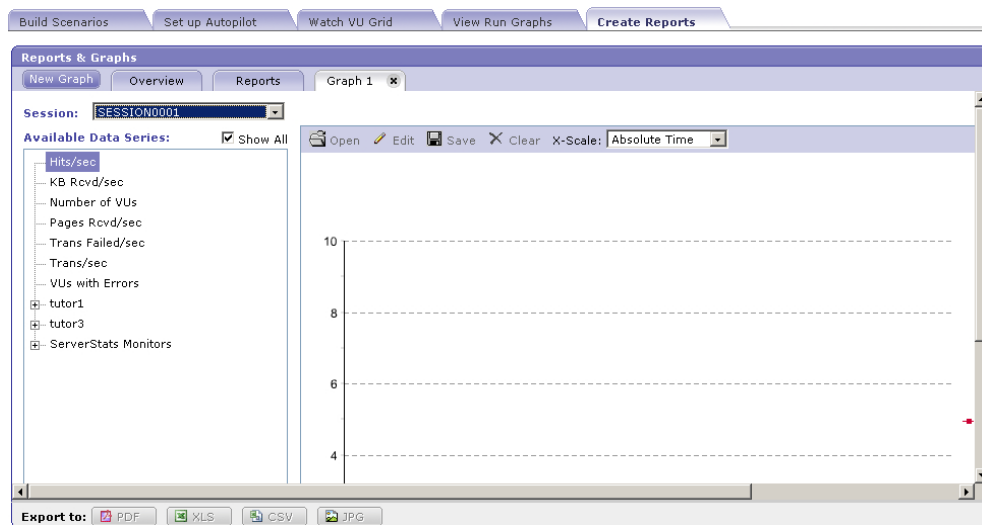 Build Scenarios Set up Autopilot Watch VU Grid View Run Graphs Create Reports
Reports & Graphs
New Graph Overview Reports Graph 1
Session: SESSION0001
Available Data Series: Show All
Open Edit Save Clear X-Scale: Absolute Time
Hits/sec
KB Rcvd/sec
Number of VUs
Pages Rcvd/sec
Trans Failed/sec
Trans/sec
VUs with Errors
tutor1
tutor3
ServerStats Monitors
10
8
6
4
Export to: PDF XLS CSV JPG